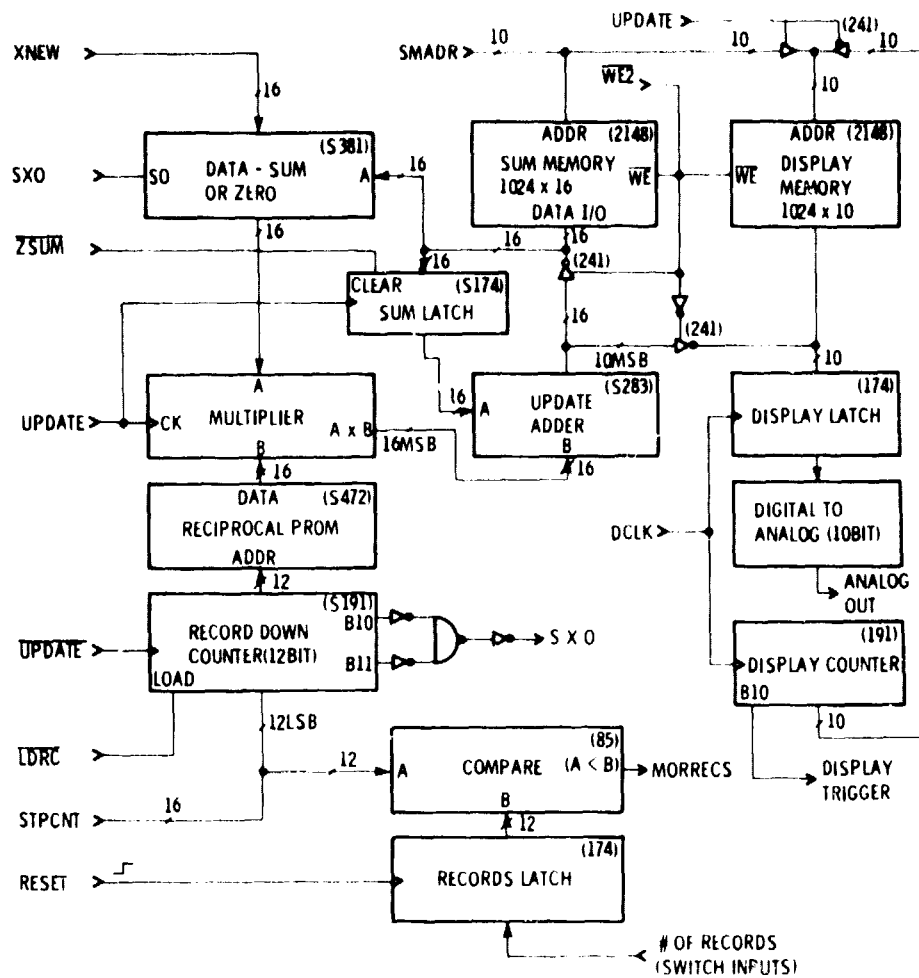 UPDATE
(241)
XNEW
10
SMADR
10
10
WE2
16
10
(S381)
DATA - SUM
OR ZERO
A
SXO
SO
16
ADDR (2148)
SUM MEMORY
1024 x 16
DATA I/O
WE
ADDR (2148)
WE
DISPLAY
MEMORY
1024 x 10
16
16
16
ZSUM
16
(241)
CLEAR
(S174)
SUM LATCH
16
(241)
10MSB
10
A
MULTIPLIER
UPDATE
CK
A x B
B
16MSB
16
A
(S283)
UPDATE
ADDER
B
16
(174)
DISPLAY LATCH
16
DATA
(S472)
RECIPROCAL PROM
ADDR
DCLK
DIGITAL TO
ANALOG (10BIT)
12
ANALOG
OUT
(S191)
B10
RECORD DOWN
COUNTER(12BIT)
B11
S X O
UPDATE
LOAD
(191)
DISPLAY COUNTER
B10
10
12LSB
LDRC
12
(85)
A
COMPARE
(A < B)
MORRECS
B
DISPLAY
TRIGGER
STPCNT
16
12
(174)
RECORDS LATCH
RESET
# OF RECORDS
(SWITCH INPUTS)